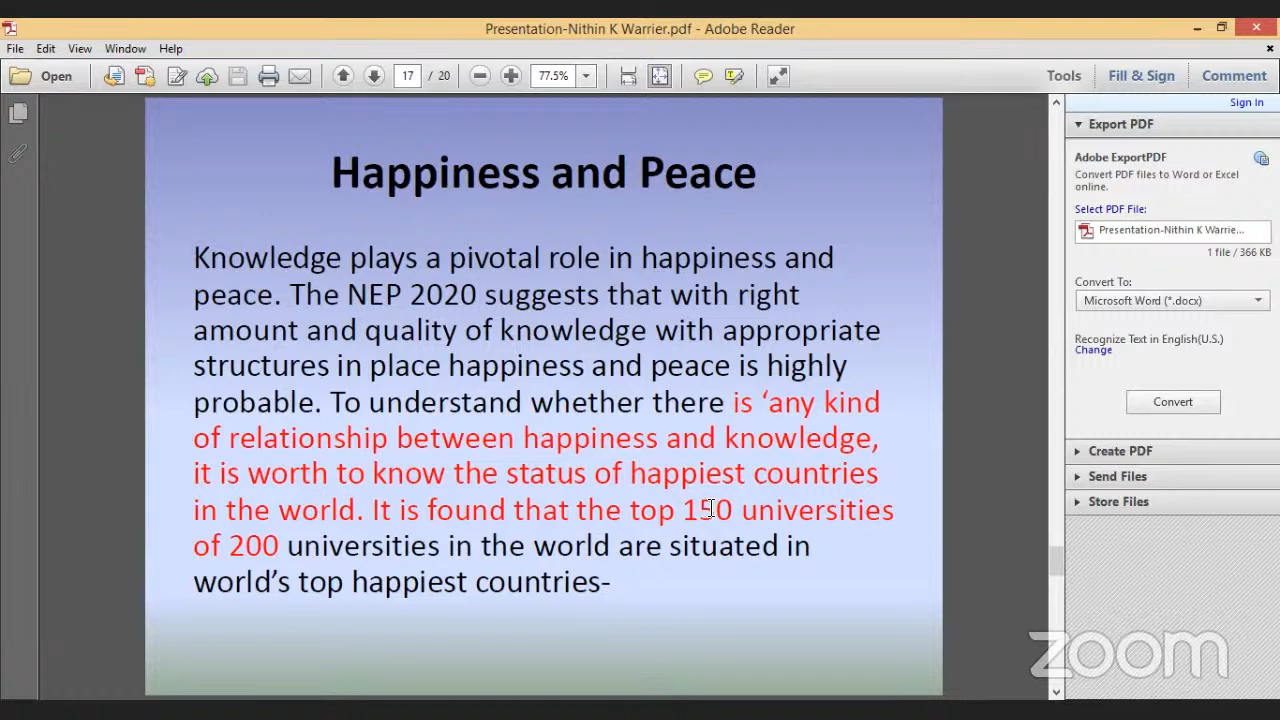 Presentation-Nithin K Warrier.pdf - Adobe Reader
File Edit View Window Help
Open 17 / 20 77.5% Tools Fill & Sign Comment
Sign In
Export PDF
Adobe ExportPDF
Convert PDF files to Word or Excel
online.
Select PDF File:
Presentation-Nithin K Warrie...
1 file / 366 KB
Convert To:
Microsoft Word (*.docx)
Recognize Text in English(U.S.)
Change
Convert
Create PDF
Send Files
Store Files
Happiness and Peace
Knowledge plays a pivotal role in happiness and
peace. The NEP 2020 suggests that with right
amount and quality of knowledge with appropriate
structures in place happiness and peace is highly
probable. To understand whether there is ‘any kind
of relationship between happiness and knowledge,
it is worth to know the status of happiest countries
in the world. It is found that the top 150 universities
of 200 universities in the world are situated in
world’s top happiest countries-
zoom